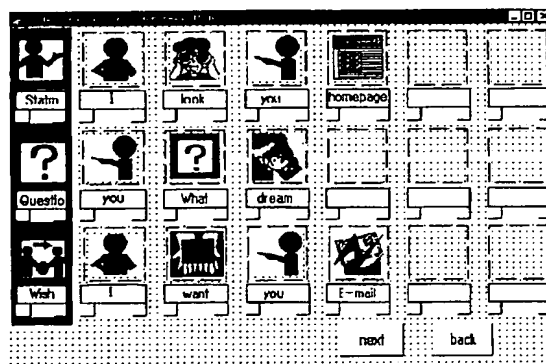 Statm I look you homepage
?
Questio you What dream
Wish I want you E-mail
next back